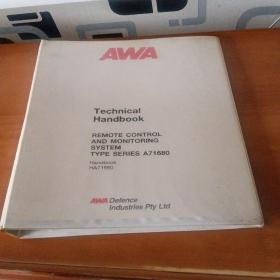 AWA
Technical
Handbook
REMOTE CONTROL
AND MONITORING
SYSTEM
TYPE SERIES A71680
Handbook
HA71680
AWA Defence
Industries Pty Ltd